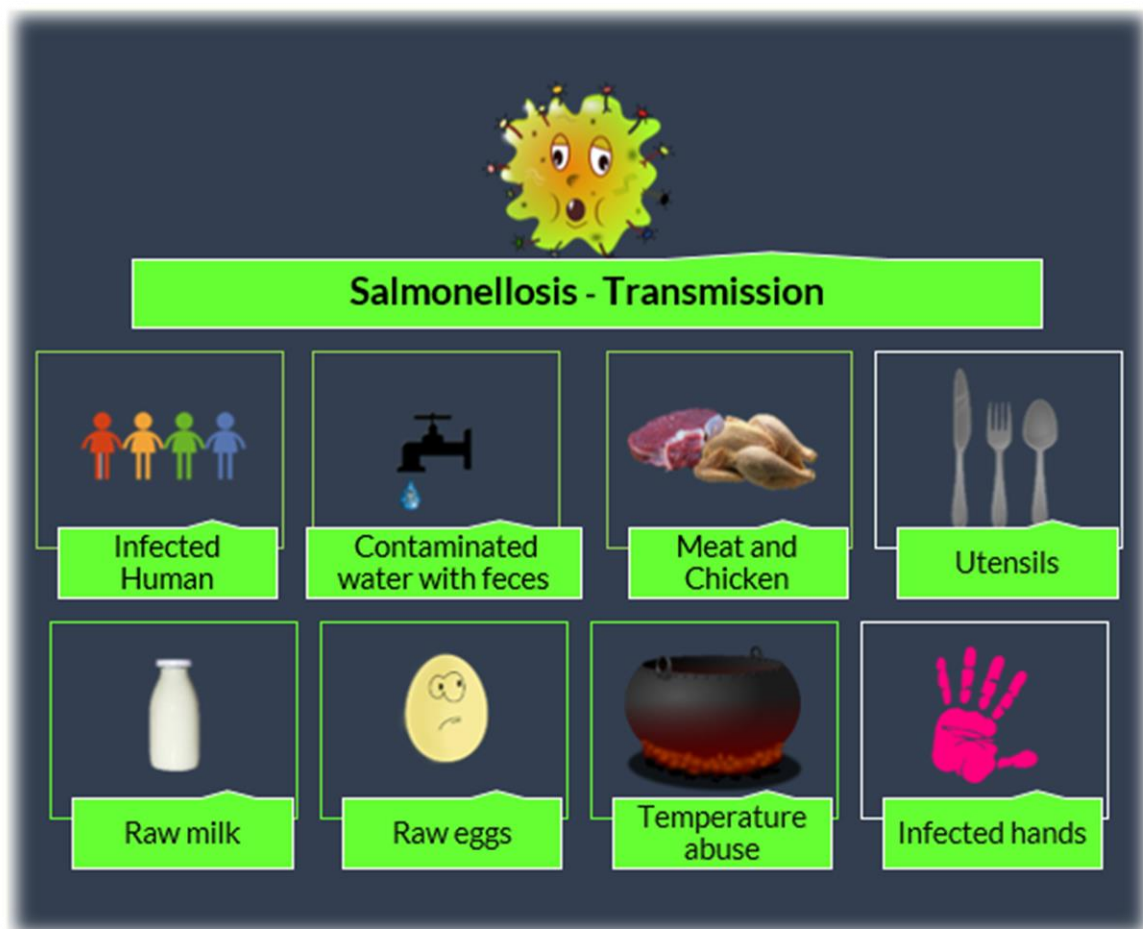 Salmonellosis - Transmission
Infected
Human
Contaminated
water with feces
Meat and
Chicken
Utensils
Raw milk
Raw eggs
Temperature
abuse
Infected hands